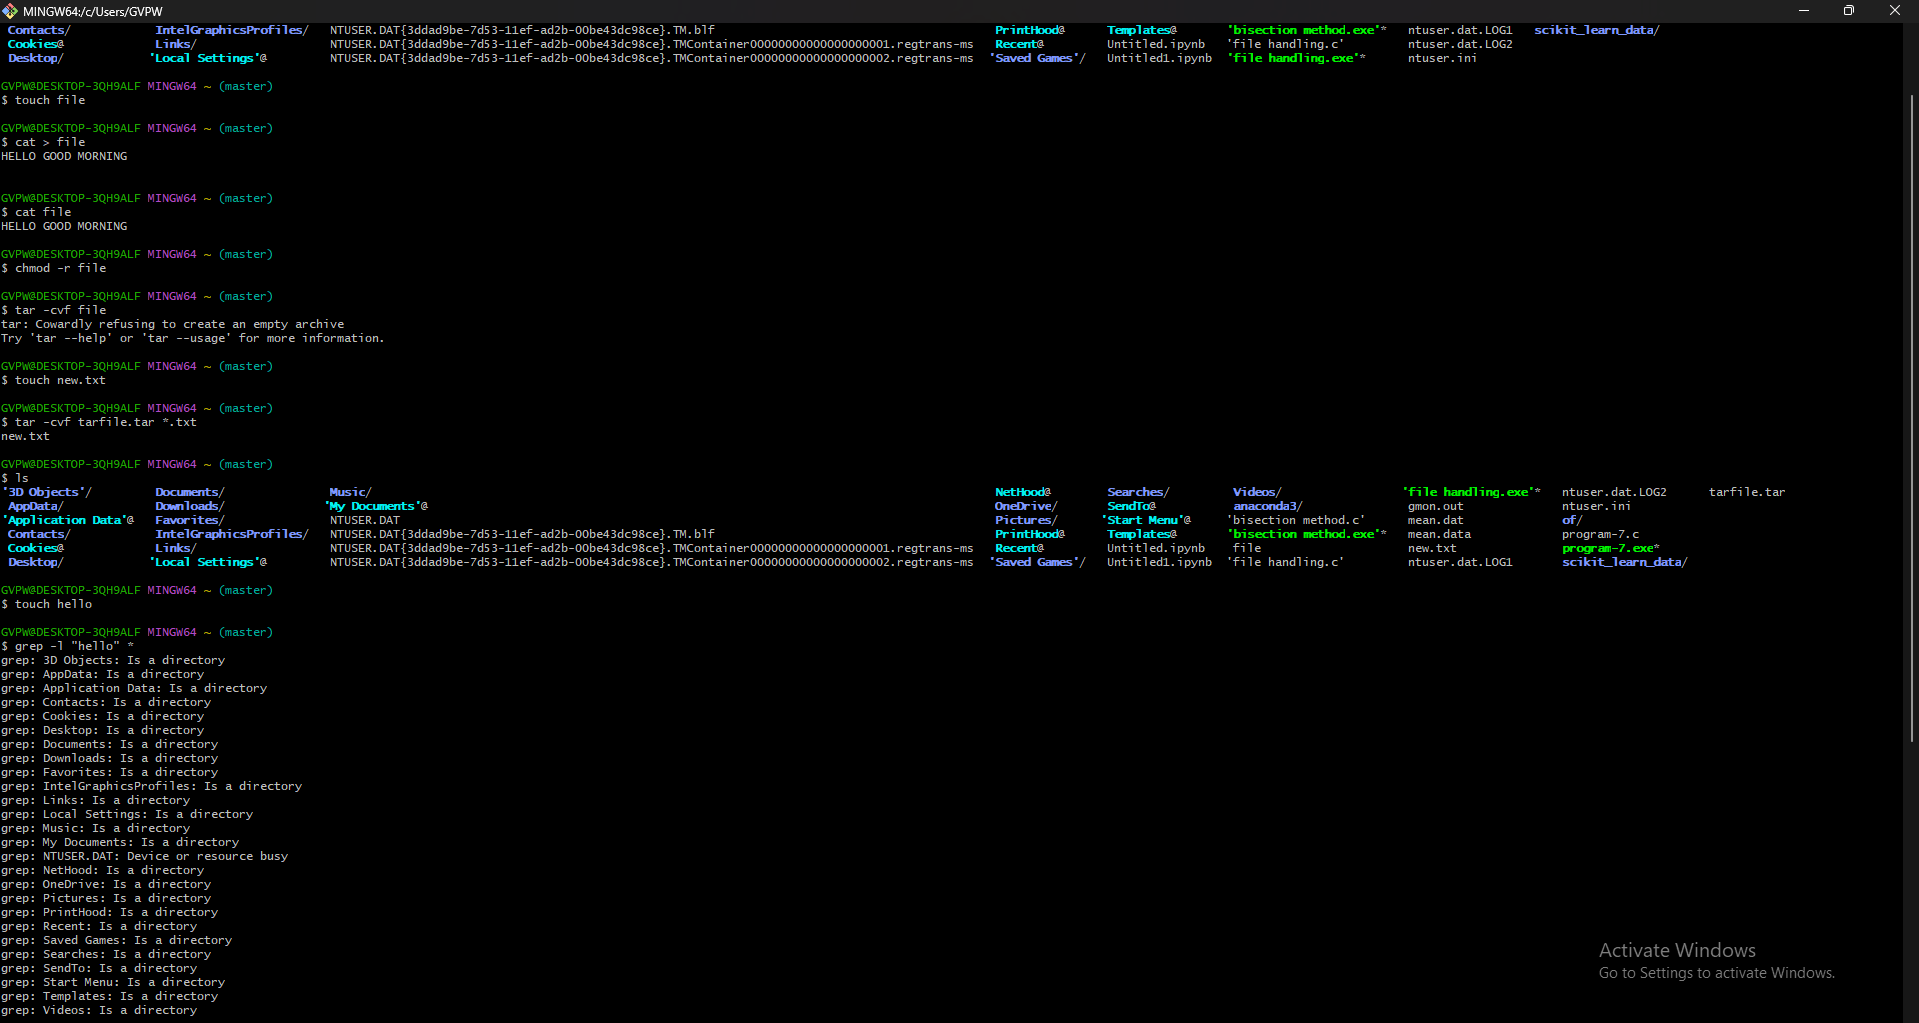 MINGW64:/c/Users/GVPW
Contacts/ IntelGraphicsProfiles/ NTUSER.DAT{3ddad9be-7d53-11ef-ad2b-00be43dc98ce}.TM.blf PrintHood@ Templates@ 'bisection method.exe'* ntuser.dat.LOG1 scikit_learn_data/
Cookies@ Links/ NTUSER.DAT{3ddad9be-7d53-11ef-ad2b-00be43dc98ce}.TMContainer00000000000000000001.regtrans-ms Recent@ Untitled.ipynb 'file handling.c' ntuser.dat.LOG2
Desktop/ 'Local Settings'@ NTUSER.DAT{3ddad9be-7d53-11ef-ad2b-00be43dc98ce}.TMContainer00000000000000000002.regtrans-ms 'Saved Games'/ Untitled1.ipynb 'file handling.exe'* ntuser.ini
GVPW@DESKTOP-3QH9ALF MINGW64 ~ (master)
$ touch file
GVPW@DESKTOP-3QH9ALF MINGW64 ~ (master)
$ cat > file
HELLO GOOD MORNING
GVPW@DESKTOP-3QH9ALF MINGW64 ~ (master)
$ cat file
HELLO GOOD MORNING
GVPW@DESKTOP-3QH9ALF MINGW64 ~ (master)
$ chmod -r file
GVPW@DESKTOP-3QH9ALF MINGW64 ~ (master)
$ tar -cvf file
tar: Cowardly refusing to create an empty archive
Try 'tar --help' or 'tar --usage' for more information.
GVPW@DESKTOP-3QH9ALF MINGW64 ~ (master)
$ touch new.txt
GVPW@DESKTOP-3QH9ALF MINGW64 ~ (master)
$ tar -cvf tarfile.tar *.txt
new.txt
GVPW@DESKTOP-3QH9ALF MINGW64 ~ (master)
$ ls
'3D Objects'/ Documents/ Music/ NetHood@ Searches/ Videos/ 'file handling.exe'* ntuser.dat.LOG2 tarfile.tar
AppData/ Downloads/ 'My Documents'@ OneDrive/ SendTo@ anaconda3/ gmon.out ntuser.ini
'Application Data'@ Favorites/ NTUSER.DAT Pictures/ 'Start Menu'@ 'bisection method.c' mean.dat of/
Contacts/ IntelGraphicsProfiles/ NTUSER.DAT{3ddad9be-7d53-11ef-ad2b-00be43dc98ce}.TM.blf PrintHood@ Templates@ 'bisection method.exe'* mean.data program-7.c
Cookies@ Links/ NTUSER.DAT{3ddad9be-7d53-11ef-ad2b-00be43dc98ce}.TMContainer00000000000000000001.regtrans-ms Recent@ Untitled.ipynb file new.txt program-7.exe*
Desktop/ 'Local Settings'@ NTUSER.DAT{3ddad9be-7d53-11ef-ad2b-00be43dc98ce}.TMContainer00000000000000000002.regtrans-ms 'Saved Games'/ Untitled1.ipynb 'file handling.c' ntuser.dat.LOG1 scikit_learn_data/
GVPW@DESKTOP-3QH9ALF MINGW64 ~ (master)
$ touch hello
GVPW@DESKTOP-3QH9ALF MINGW64 ~ (master)
$ grep -l "hello" *
grep: 3D Objects: Is a directory
grep: AppData: Is a directory
grep: Application Data: Is a directory
grep: Contacts: Is a directory
grep: Cookies: Is a directory
grep: Desktop: Is a directory
grep: Documents: Is a directory
grep: Downloads: Is a directory
grep: Favorites: Is a directory
grep: IntelGraphicsProfiles: Is a directory
grep: Links: Is a directory
grep: Local Settings: Is a directory
grep: Music: Is a directory
grep: My Documents: Is a directory
grep: NTUSER.DAT: Device or resource busy
grep: NetHood: Is a directory
grep: OneDrive: Is a directory
grep: Pictures: Is a directory
grep: PrintHood: Is a directory
grep: Recent: Is a directory
grep: Saved Games: Is a directory
grep: Searches: Is a directory
grep: SendTo: Is a directory
grep: Start Menu: Is a directory
grep: Templates: Is a directory
grep: Videos: Is a directory
Activate Windows
Go to Settings to activate Windows.